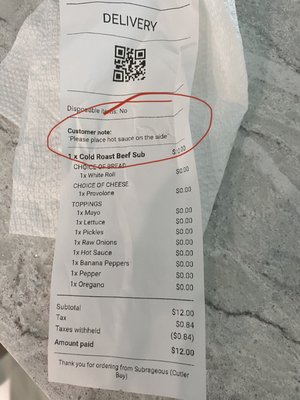 DELIVERY
Disposable items: No
Customer note:
"Please place hot sauce on the side"
1 x Cold Roast Beef Sub $0.00
CHOICE OF BREAD
1x White Roll $0.00
CHOICE OF CHEESE
1x Provolone $0.00
TOPPINGS
1x Mayo $0.00
1x Lettuce $0.00
1x Pickles $0.00
1x Raw Onions $0.00
1x Hot Sauce $0.00
1x Banana Peppers $0.00
1x Pepper $0.00
1x Oregano $0.00
Subtotal $12.00
Tax $0.84
Taxes withheld ($0.84)
Amount paid $12.00
Thank you for ordering from Subrageous (Cutler
Bay)